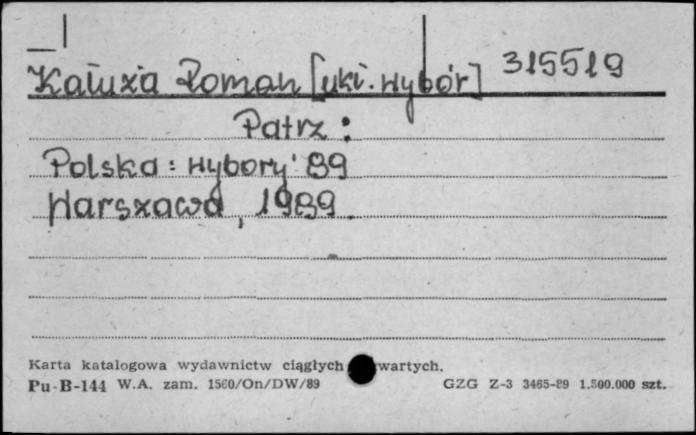 Kałuża Roman [ukł. wybór] 315519
Patrz:
Polska: wybory' 89
Warszawa, 1989.
Karta katalogowa wydawnictw ciągłych wartych.
Pu-B-144 W.A. zam. 1560/On/DW/89 GZG Z-3 3465-89 1.500.000 szt.